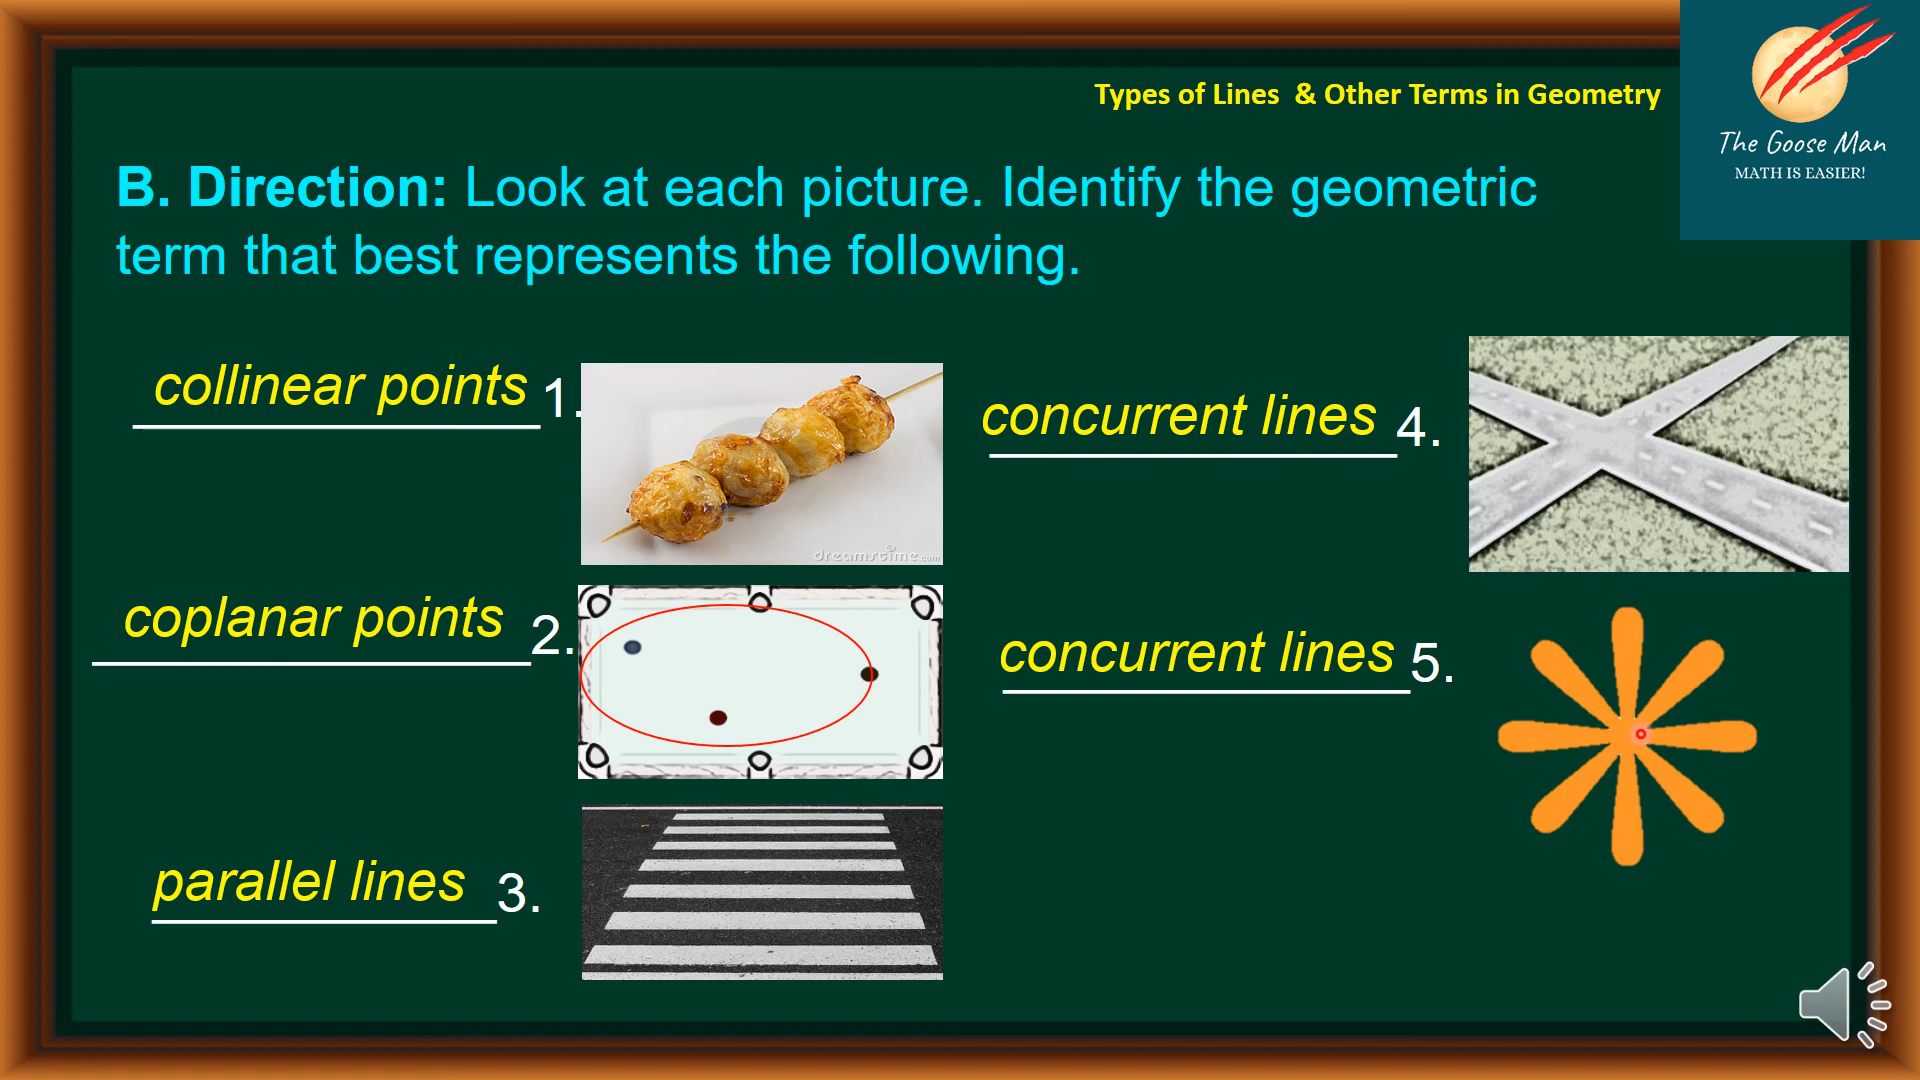 Types of Lines & Other Terms in Geometry
The Goose Man
MATH IS EASIER!
B. Direction: Look at each picture. Identify the geometric
term that best represents the following.
collinear points 1.
dreamstime.com
coplanar points 2.
parallel lines 3.
concurrent lines 4.
concurrent lines 5.